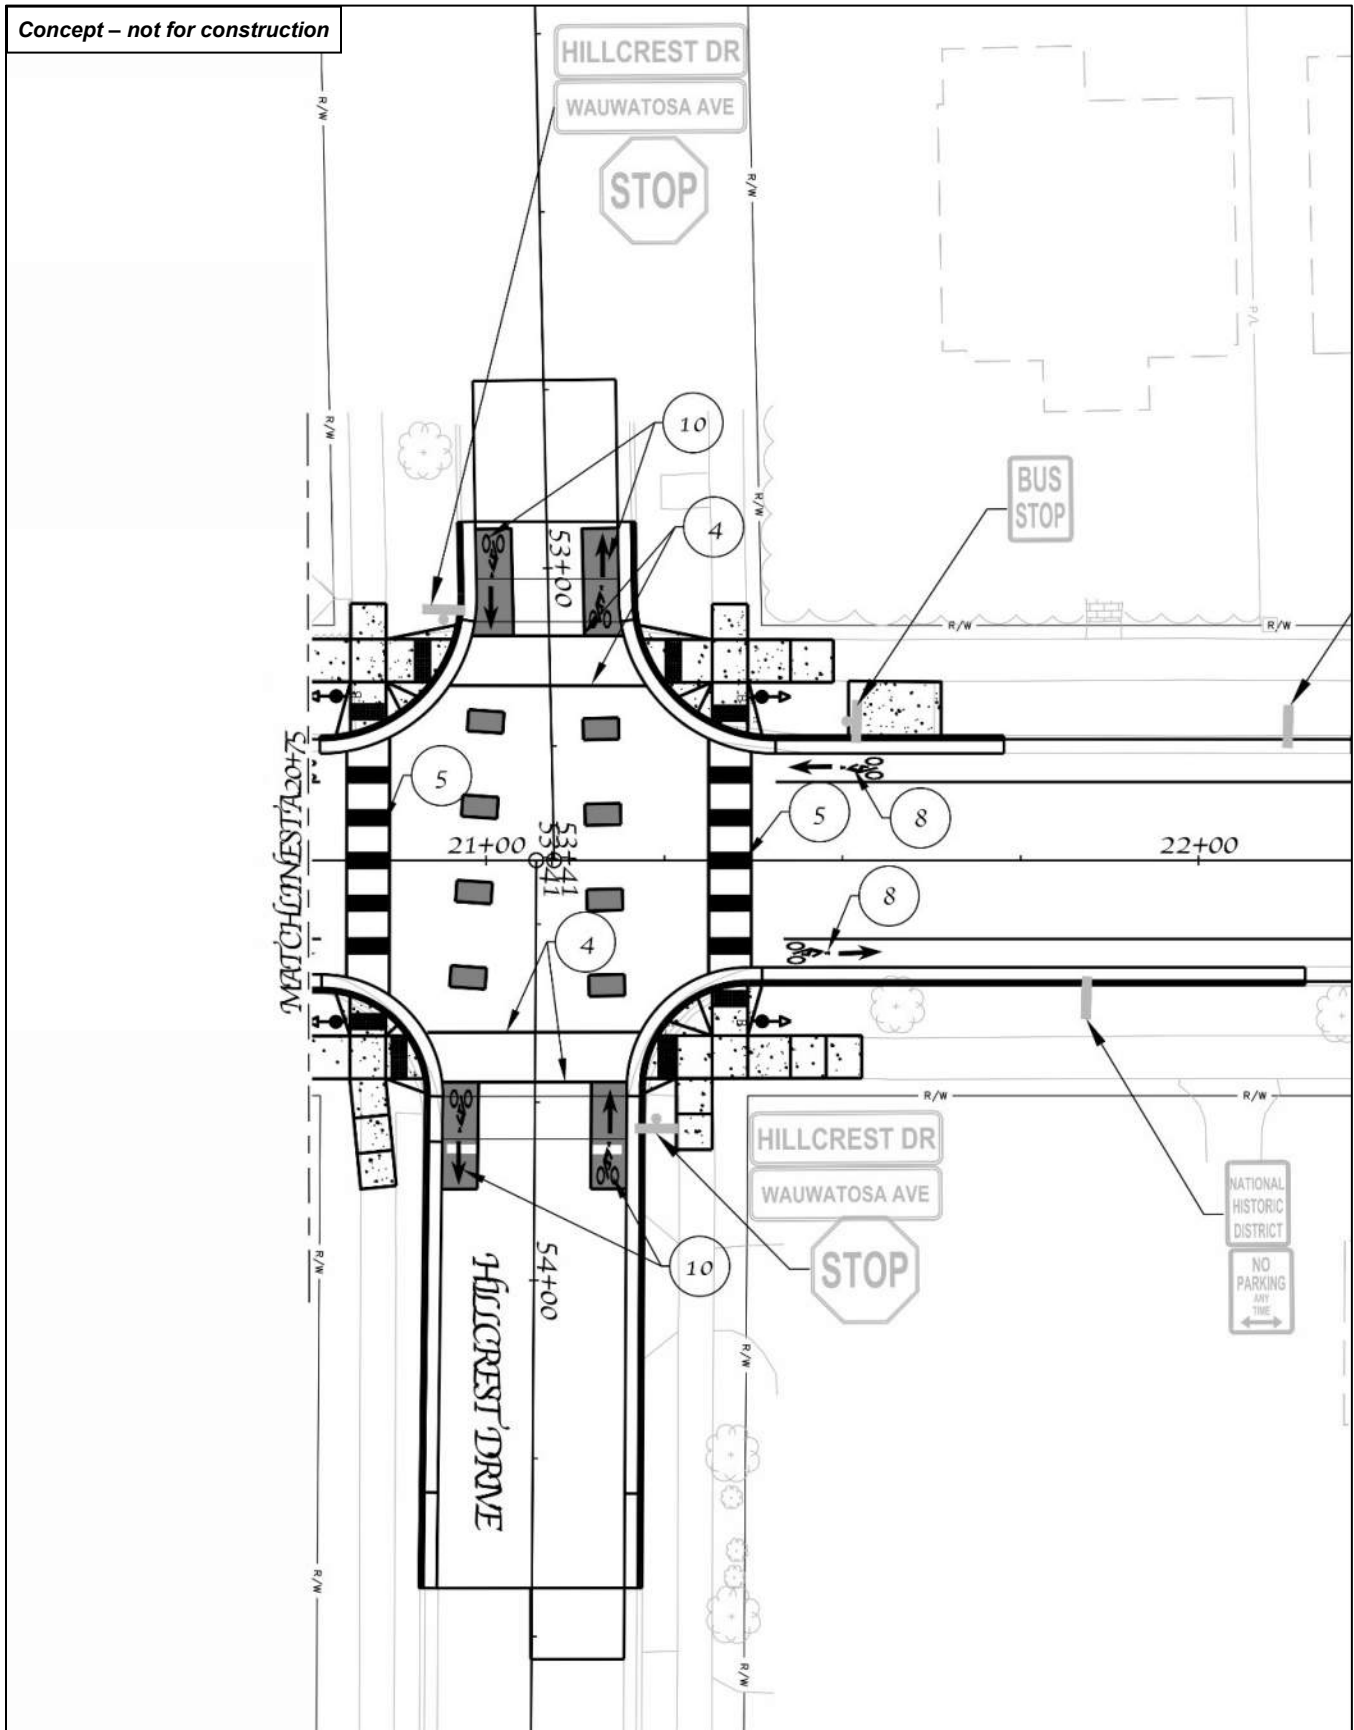 Concept – not for construction
HILLCREST DR
WAUWATOSA AVE
STOP
R/W
R/W
R/W
R/W
P/L
10
4
BUS
STOP
53+00
R/W
R/W
MATCHLINE STA 20+75
5
5
8
21+00
53+41
53+41
22+00
8
4
B
B
R/W
R/W
HILLCREST DR
WAUWATOSA AVE
STOP
10
54+00
HILLCREST DRIVE
NATIONAL
HISTORIC
DISTRICT
NO
PARKING
ANY
TIME
R/W
R/W
R/W
R/W